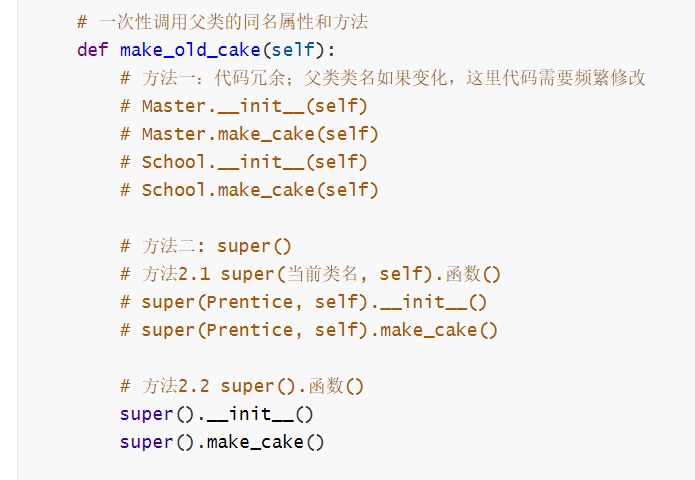 # 一次性调用父类的同名属性和方法
def make_old_cake(self):
# 方法一：代码冗余；父类类名如果变化，这里代码需要频繁修改
# Master.__init__(self)
# Master.make_cake(self)
# School.__init__(self)
# School.make_cake(self)
# 方法二: super()
# 方法2.1 super(当前类名, self).函数()
# super(Prentice, self).__init__()
# super(Prentice, self).make_cake()
# 方法2.2 super().函数()
super().__init__()
super().make_cake()